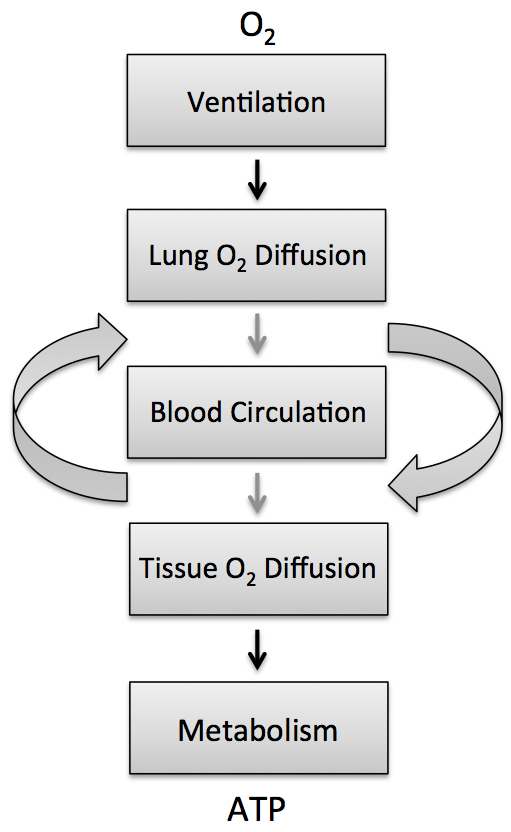 O₂
Ventilation
Lung O₂ Diffusion
Blood Circulation
Tissue O₂ Diffusion
Metabolism
ATP